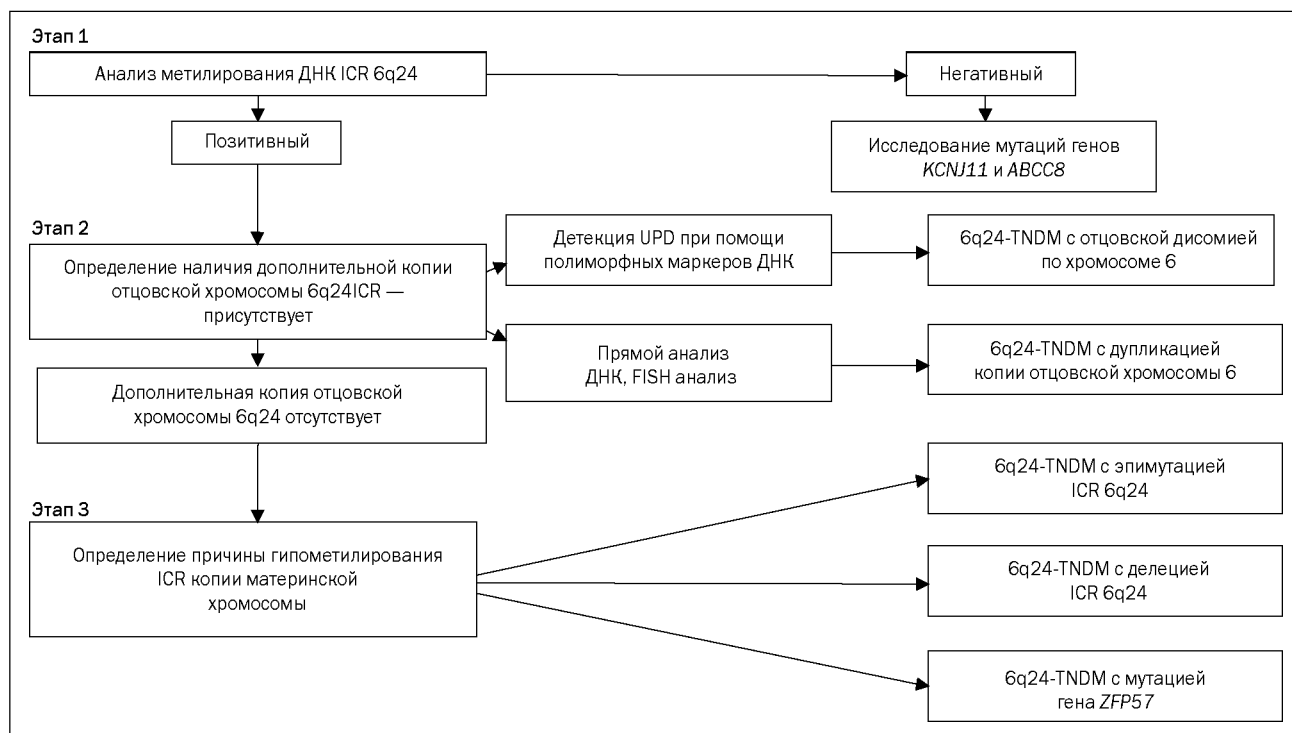 Этап 1
Анализ метилирования ДНК ICR 6q24
Негативный
Позитивный
Исследование мутаций генов
KCNJ11 и ABCC8
Этап 2
Определение наличия дополнительной копии
отцовской хромосомы 6q24ICR —
присутствует
Детекция UPD при помощи
полиморфных маркеров ДНК
6q24-TNDM с отцовской дисомией
по хромосоме 6
Прямой анализ
ДНК, FISH анализ
6q24-TNDM с дупликацией
копии отцовской хромосомы 6
Дополнительная копия отцовской
хромосомы 6q24 отсутствует
Этап 3
Определение причины гипометилирования
ICR копии материнской
хромосомы
6q24-TNDM с эпимутацией
ICR 6q24
6q24-TNDM с делецией
ICR 6q24
6q24-TNDM с мутацией
гена ZFP57